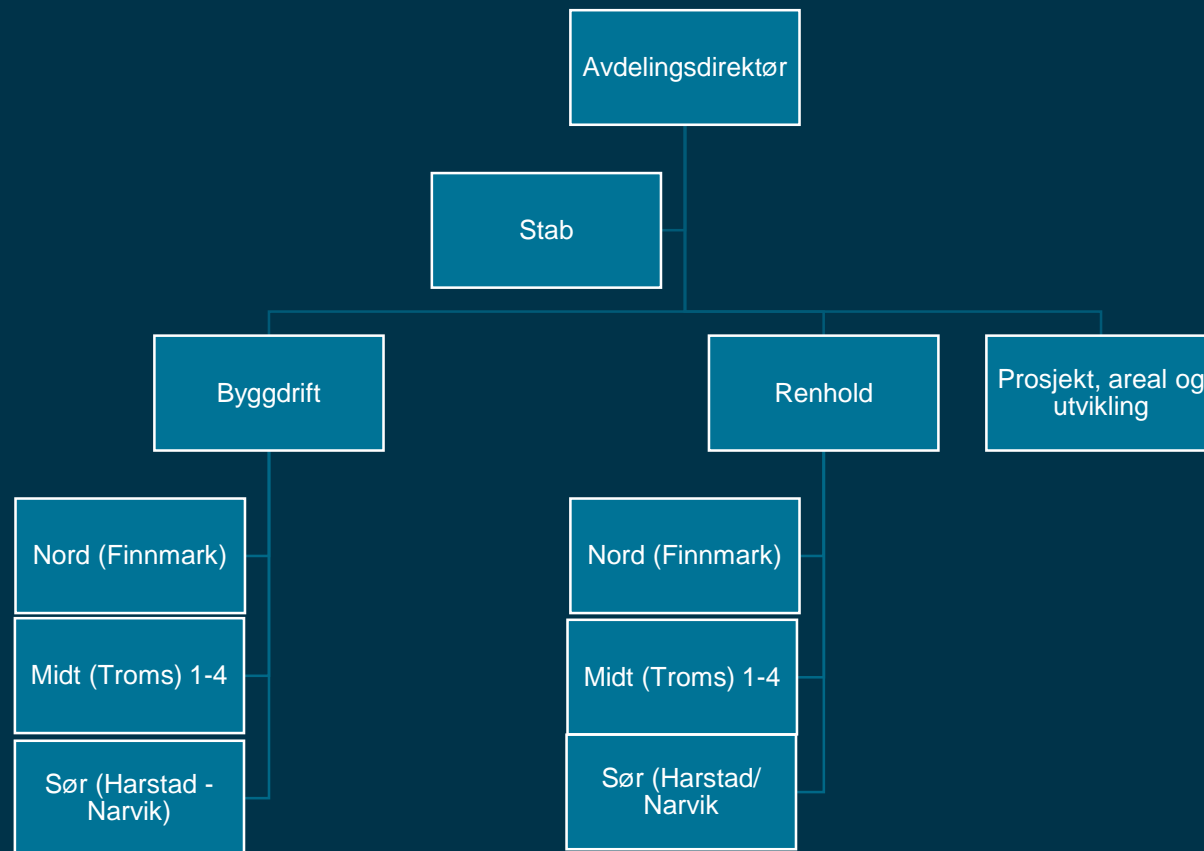 Avdelingsdirektør
Stab
Byggdrift
Renhold
Prosjekt, areal og
utvikling
Nord (Finnmark)
Midt (Troms) 1-4
Sør (Harstad -
Narvik)
Nord (Finnmark)
Midt (Troms) 1-4
Sør (Harstad/
Narvik